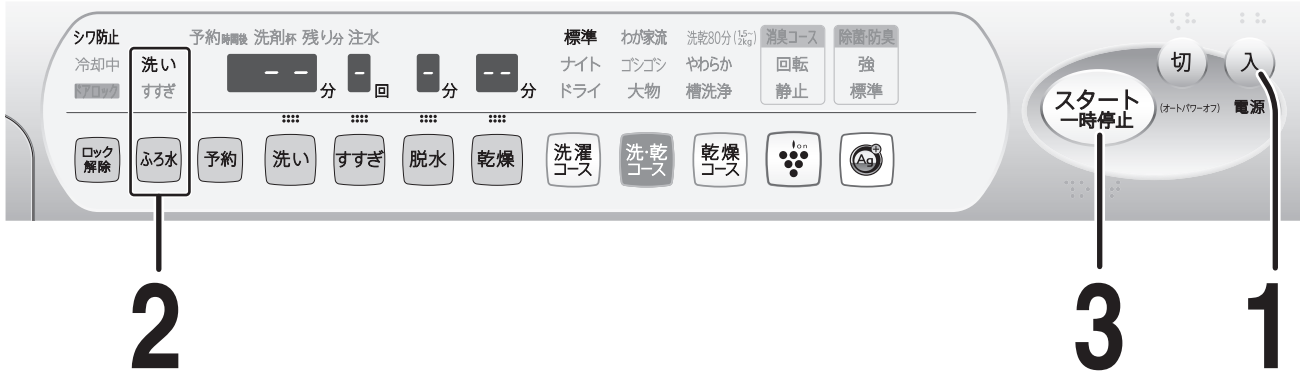 シワ防止 予約時間後 洗剤杯 残り分 注水 標準 わが家流 洗乾80分 消臭コース 除菌防臭
冷却中 洗い ナイト ゴシゴシ やわらか 回転 強
ドアロック すすぎ 分 回 分 分 ドライ 大物 槽洗浄 静止 標準
ロック解除 ふろ水 予約 洗い すすぎ 脱水 乾燥 洗濯コース 洗・乾コース 乾燥コース ion Ag+
切 入
スタート
一時停止
(オートパワーオフ) 電源
2 3 1